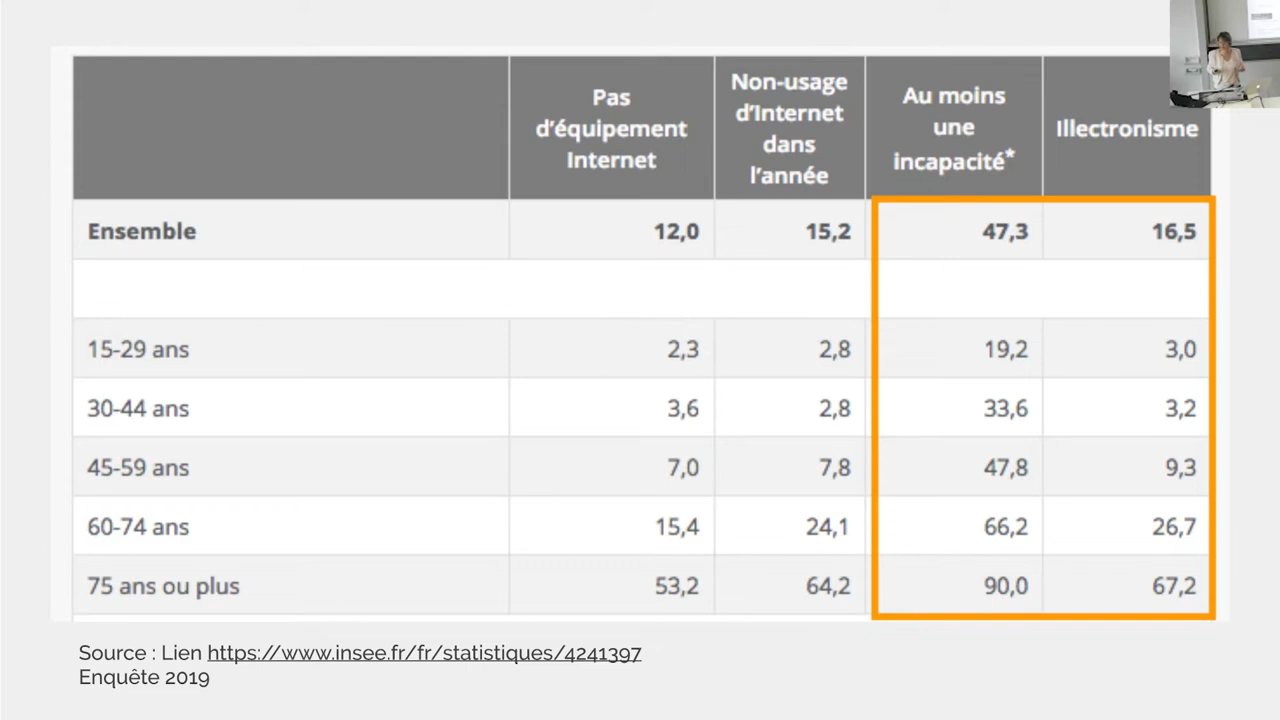 Pas d'équipement Internet
Non-usage d'Internet dans l'année
Au moins une incapacité*
Illectronisme
Ensemble 12,0 15,2 47,3 16,5
15-29 ans 2,3 2,8 19,2 3,0
30-44 ans 3,6 2,8 33,6 3,2
45-59 ans 7,0 7,8 47,8 9,3
60-74 ans 15,4 24,1 66,2 26,7
75 ans ou plus 53,2 64,2 90,0 67,2
Source : Lien https://www.insee.fr/fr/statistiques/4241397
Enquête 2019